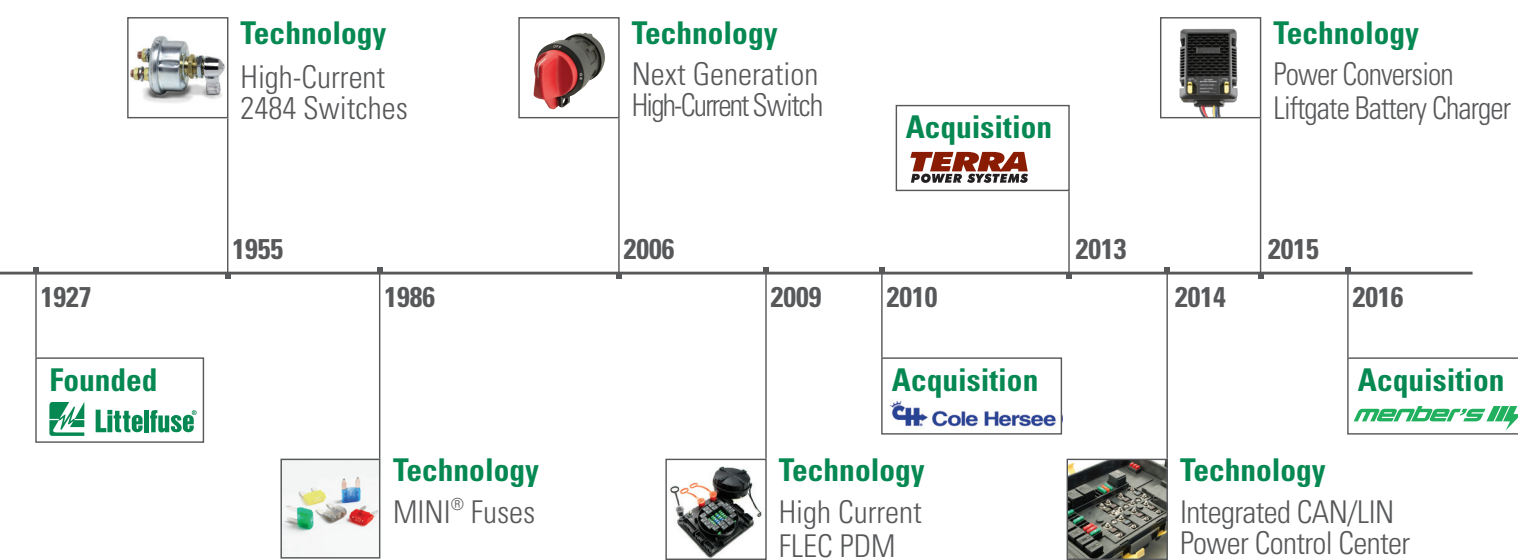 Technology
High-Current
2484 Switches
Technology
Next Generation
High-Current Switch
Acquisition
TERRA
POWER SYSTEMS
Technology
Power Conversion
Liftgate Battery Charger
1955
2006
2013
2015
1927
1986
2009
2010
2014
2016
Founded
Littelfuse®
Acquisition
CH Cole Hersee
Acquisition
menber's
Technology
MINI® Fuses
Technology
High Current
FLEC PDM
Technology
Integrated CAN/LIN
Power Control Center